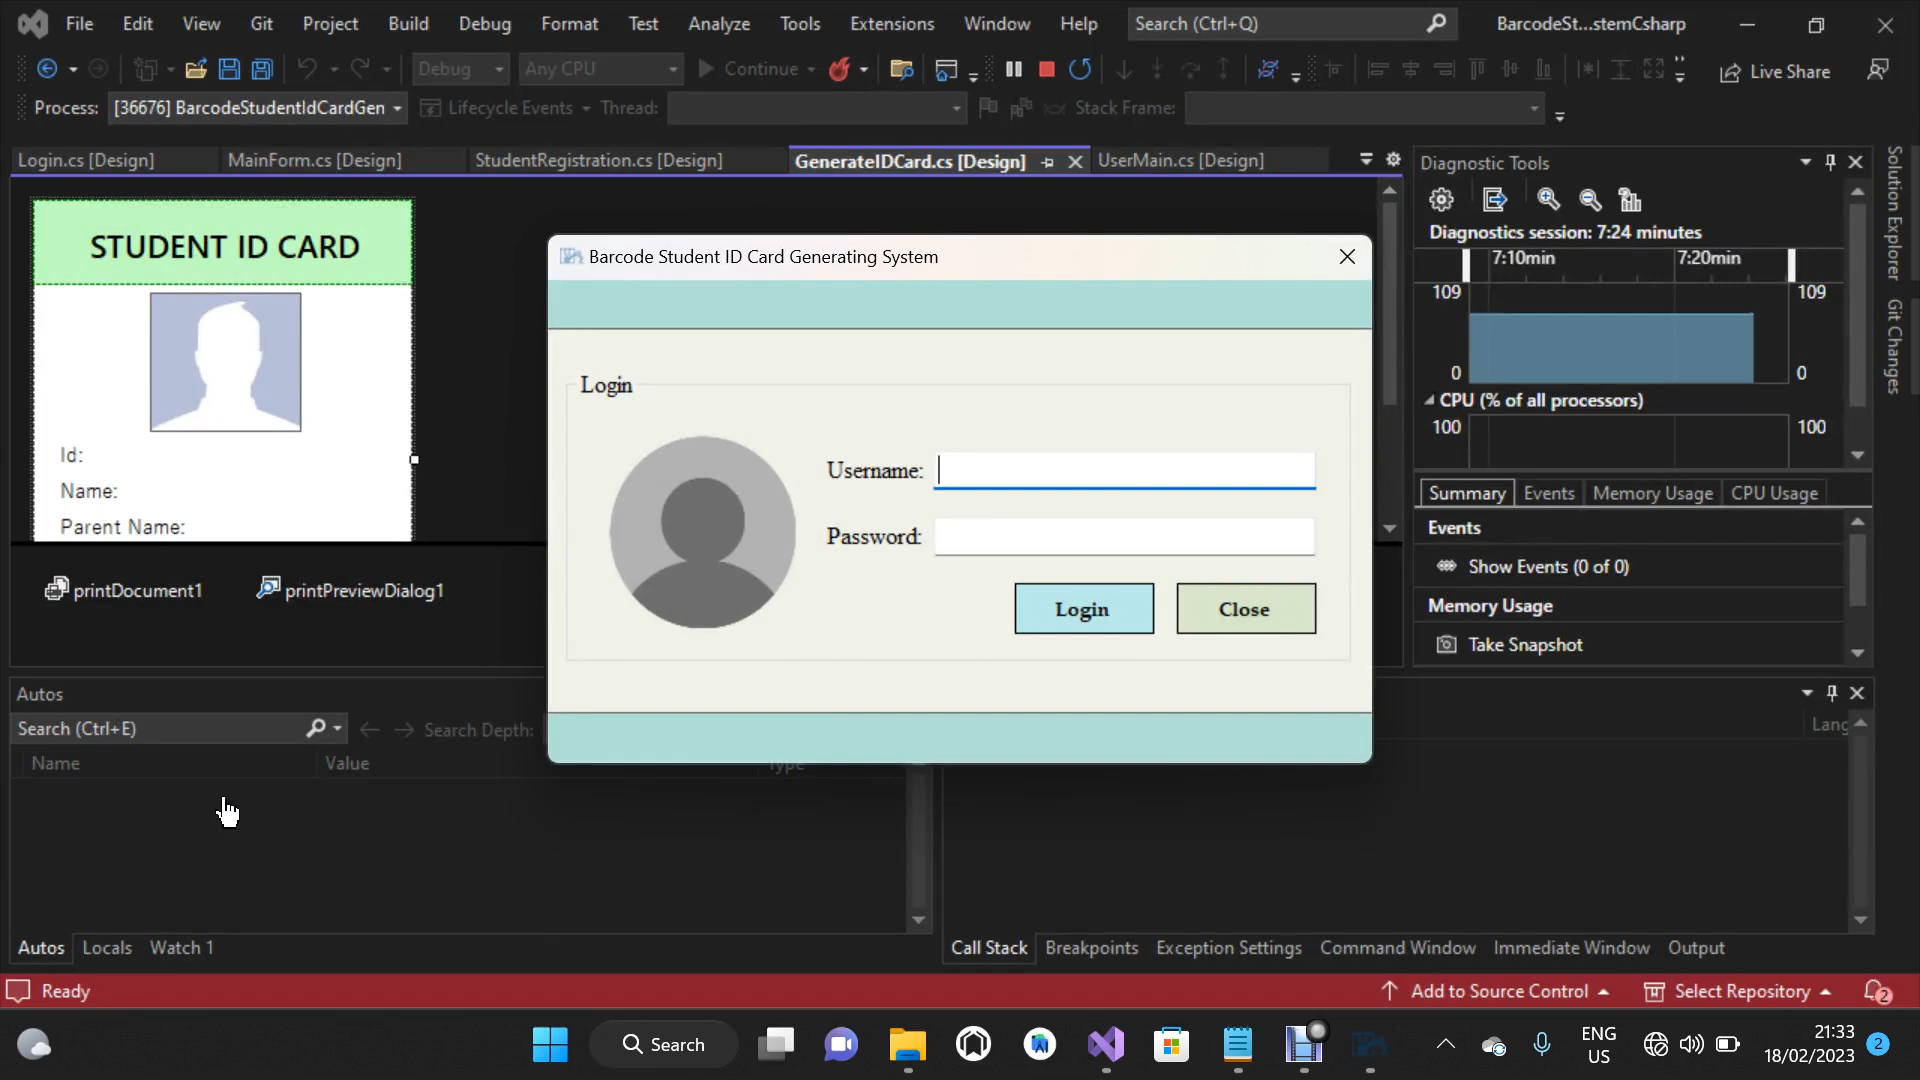 File Edit View Git Project Build Debug Format Test Analyze Tools Extensions Window Help Search (Ctrl+Q) BarcodeSt...stemCsharp
Debug Any CPU Continue Live Share
Process: [36676] BarcodeStudentIdCardGen Lifecycle Events Thread: Stack Frame:
Login.cs [Design] MainForm.cs [Design] StudentRegistration.cs [Design] GenerateIDCard.cs [Design] UserMain.cs [Design]
STUDENT ID CARD
Id:
Name:
Parent Name:
printDocument1 printPreviewDialog1
Barcode Student ID Card Generating System
Login
Username:
Password:
Login Close
Diagnostic Tools
Diagnostics session: 7:24 minutes
7:10min 7:20min
109 109
0 0
CPU (% of all processors)
100 100
Summary Events Memory Usage CPU Usage
Events
Show Events (0 of 0)
Memory Usage
Take Snapshot
Solution Explorer
Git Changes
Autos
Search (Ctrl+E) Search Depth:
Name Value Type
Lang
Autos Locals Watch 1
Call Stack Breakpoints Exception Settings Command Window Immediate Window Output
Ready Add to Source Control Select Repository 2
Search ENG
US
21:33
18/02/2023 2